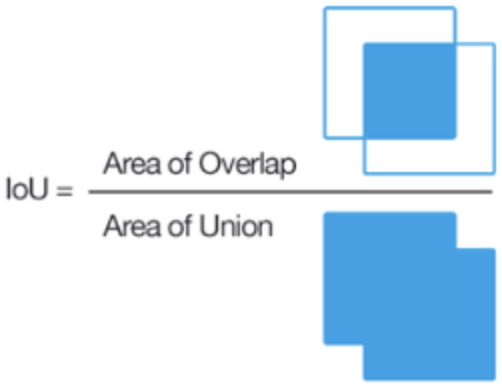 Area of Overlap
IoU =
Area of Union